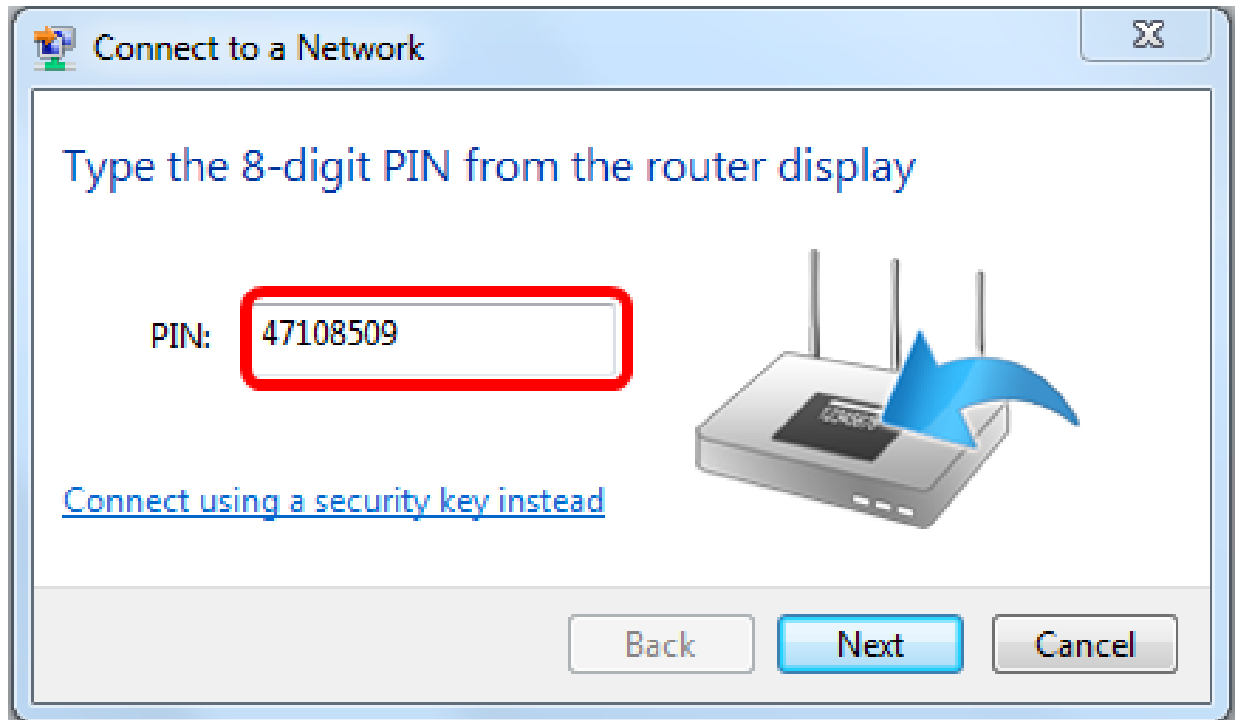 Connect to a Network
Type the 8-digit PIN from the router display
PIN: 47108509
Connect using a security key instead
Back Next Cancel